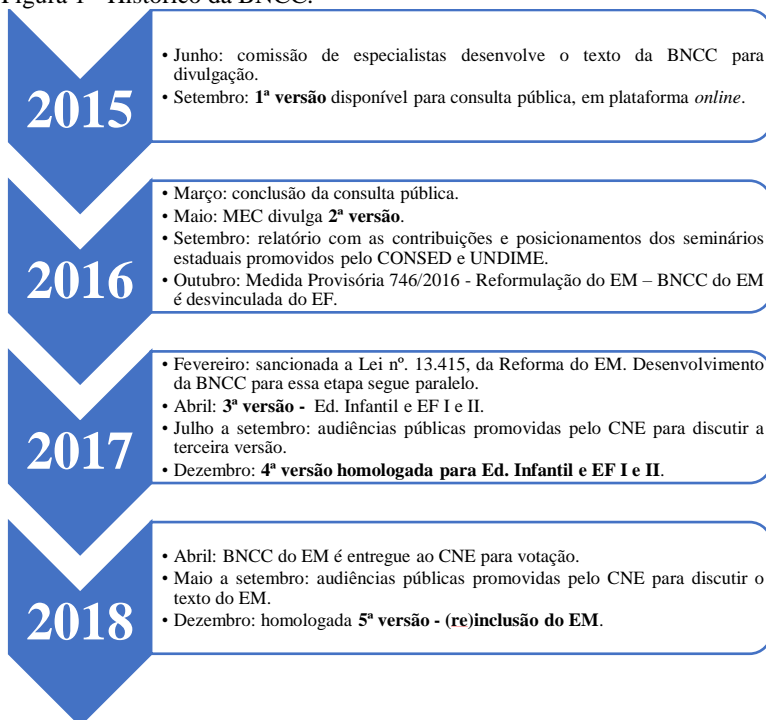 Figura 1 - Histórico da BNCC.
2015
• Junho: comissão de especialistas desenvolve o texto da BNCC para
divulgação.
• Setembro: 1ª versão disponível para consulta pública, em plataforma online.
2016
• Março: conclusão da consulta pública.
• Maio: MEC divulga 2ª versão.
• Setembro: relatório com as contribuições e posicionamentos dos seminários
estaduais promovidos pelo CONSED e UNDIME.
• Outubro: Medida Provisória 746/2016 - Reformulação do EM – BNCC do EM
é desvinculada do EF.
2017
• Fevereiro: sancionada a Lei nº. 13.415, da Reforma do EM. Desenvolvimento
da BNCC para essa etapa segue paralelo.
• Abril: 3ª versão - Ed. Infantil e EF I e II.
• Julho a setembro: audiências públicas promovidas pelo CNE para discutir a
terceira versão.
• Dezembro: 4ª versão homologada para Ed. Infantil e EF I e II.
2018
• Abril: BNCC do EM é entregue ao CNE para votação.
• Maio a setembro: audiências públicas promovidas pelo CNE para discutir o
texto do EM.
• Dezembro: homologada 5ª versão - (re)inclusão do EM.